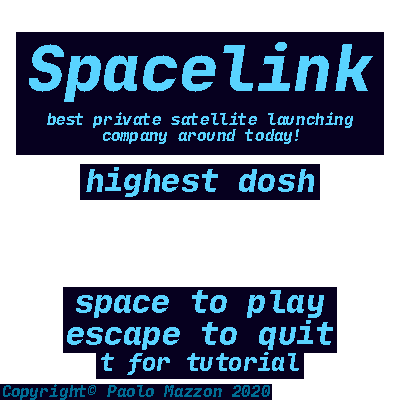 Spacelink
best private satellite launching
company around today!
highest dosh
space to play
escape to quit
t for tutorial
Copyright© Paolo Mazzon 2020